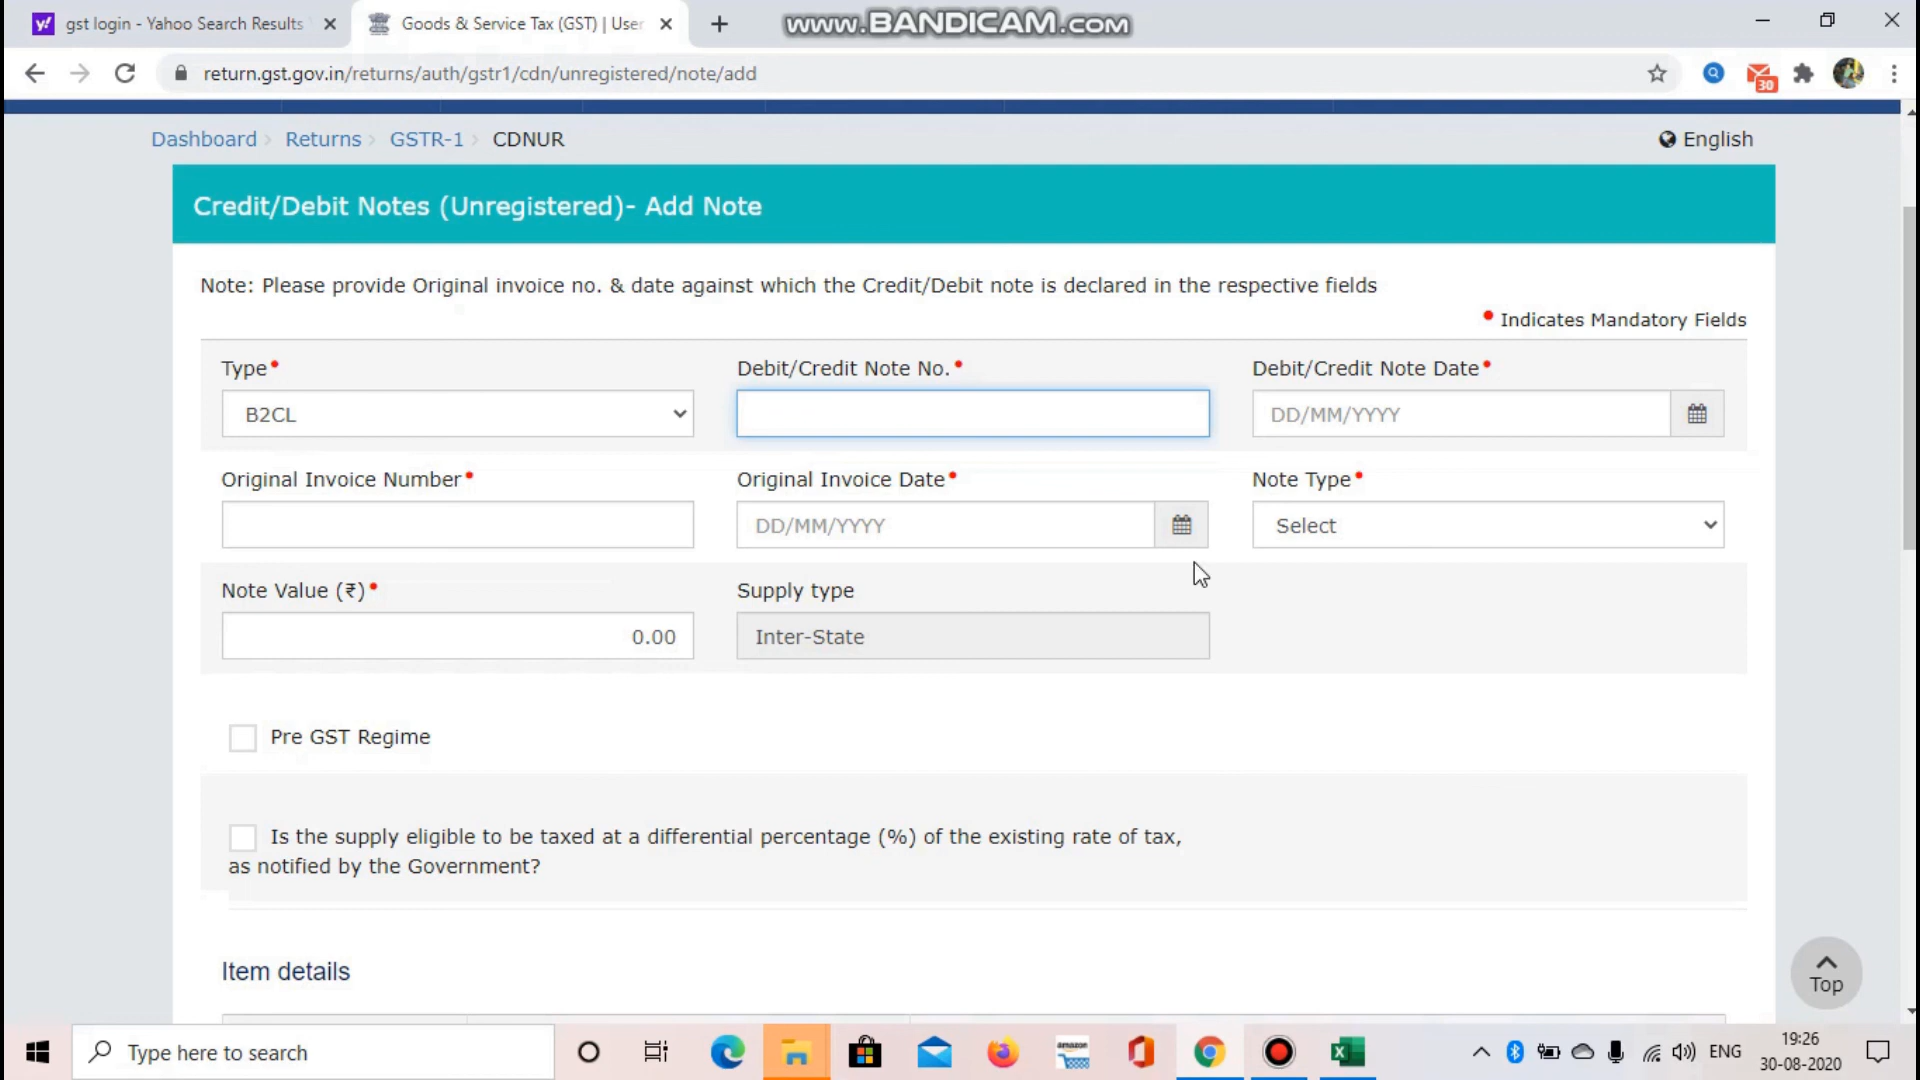 gst login - Yahoo Search Results
Goods & Service Tax (GST) | User
www.BANDICAM.com
return.gst.gov.in/returns/auth/gstr1/cdn/unregistered/note/add
30
Dashboard Returns GSTR-1 CDNUR
English
Credit/Debit Notes (Unregistered)- Add Note
Note: Please provide Original invoice no. & date against which the Credit/Debit note is declared in the respective fields
• Indicates Mandatory Fields
Type•
Debit/Credit Note No.•
Debit/Credit Note Date•
B2CL
DD/MM/YYYY
Original Invoice Number•
Original Invoice Date•
Note Type•
DD/MM/YYYY
Select
Note Value (₹)•
Supply type
0.00
Inter-State
Pre GST Regime
Is the supply eligible to be taxed at a differential percentage (%) of the existing rate of tax,
as notified by the Government?
Item details
Top
Type here to search
amazon
ENG
19:26
30-08-2020